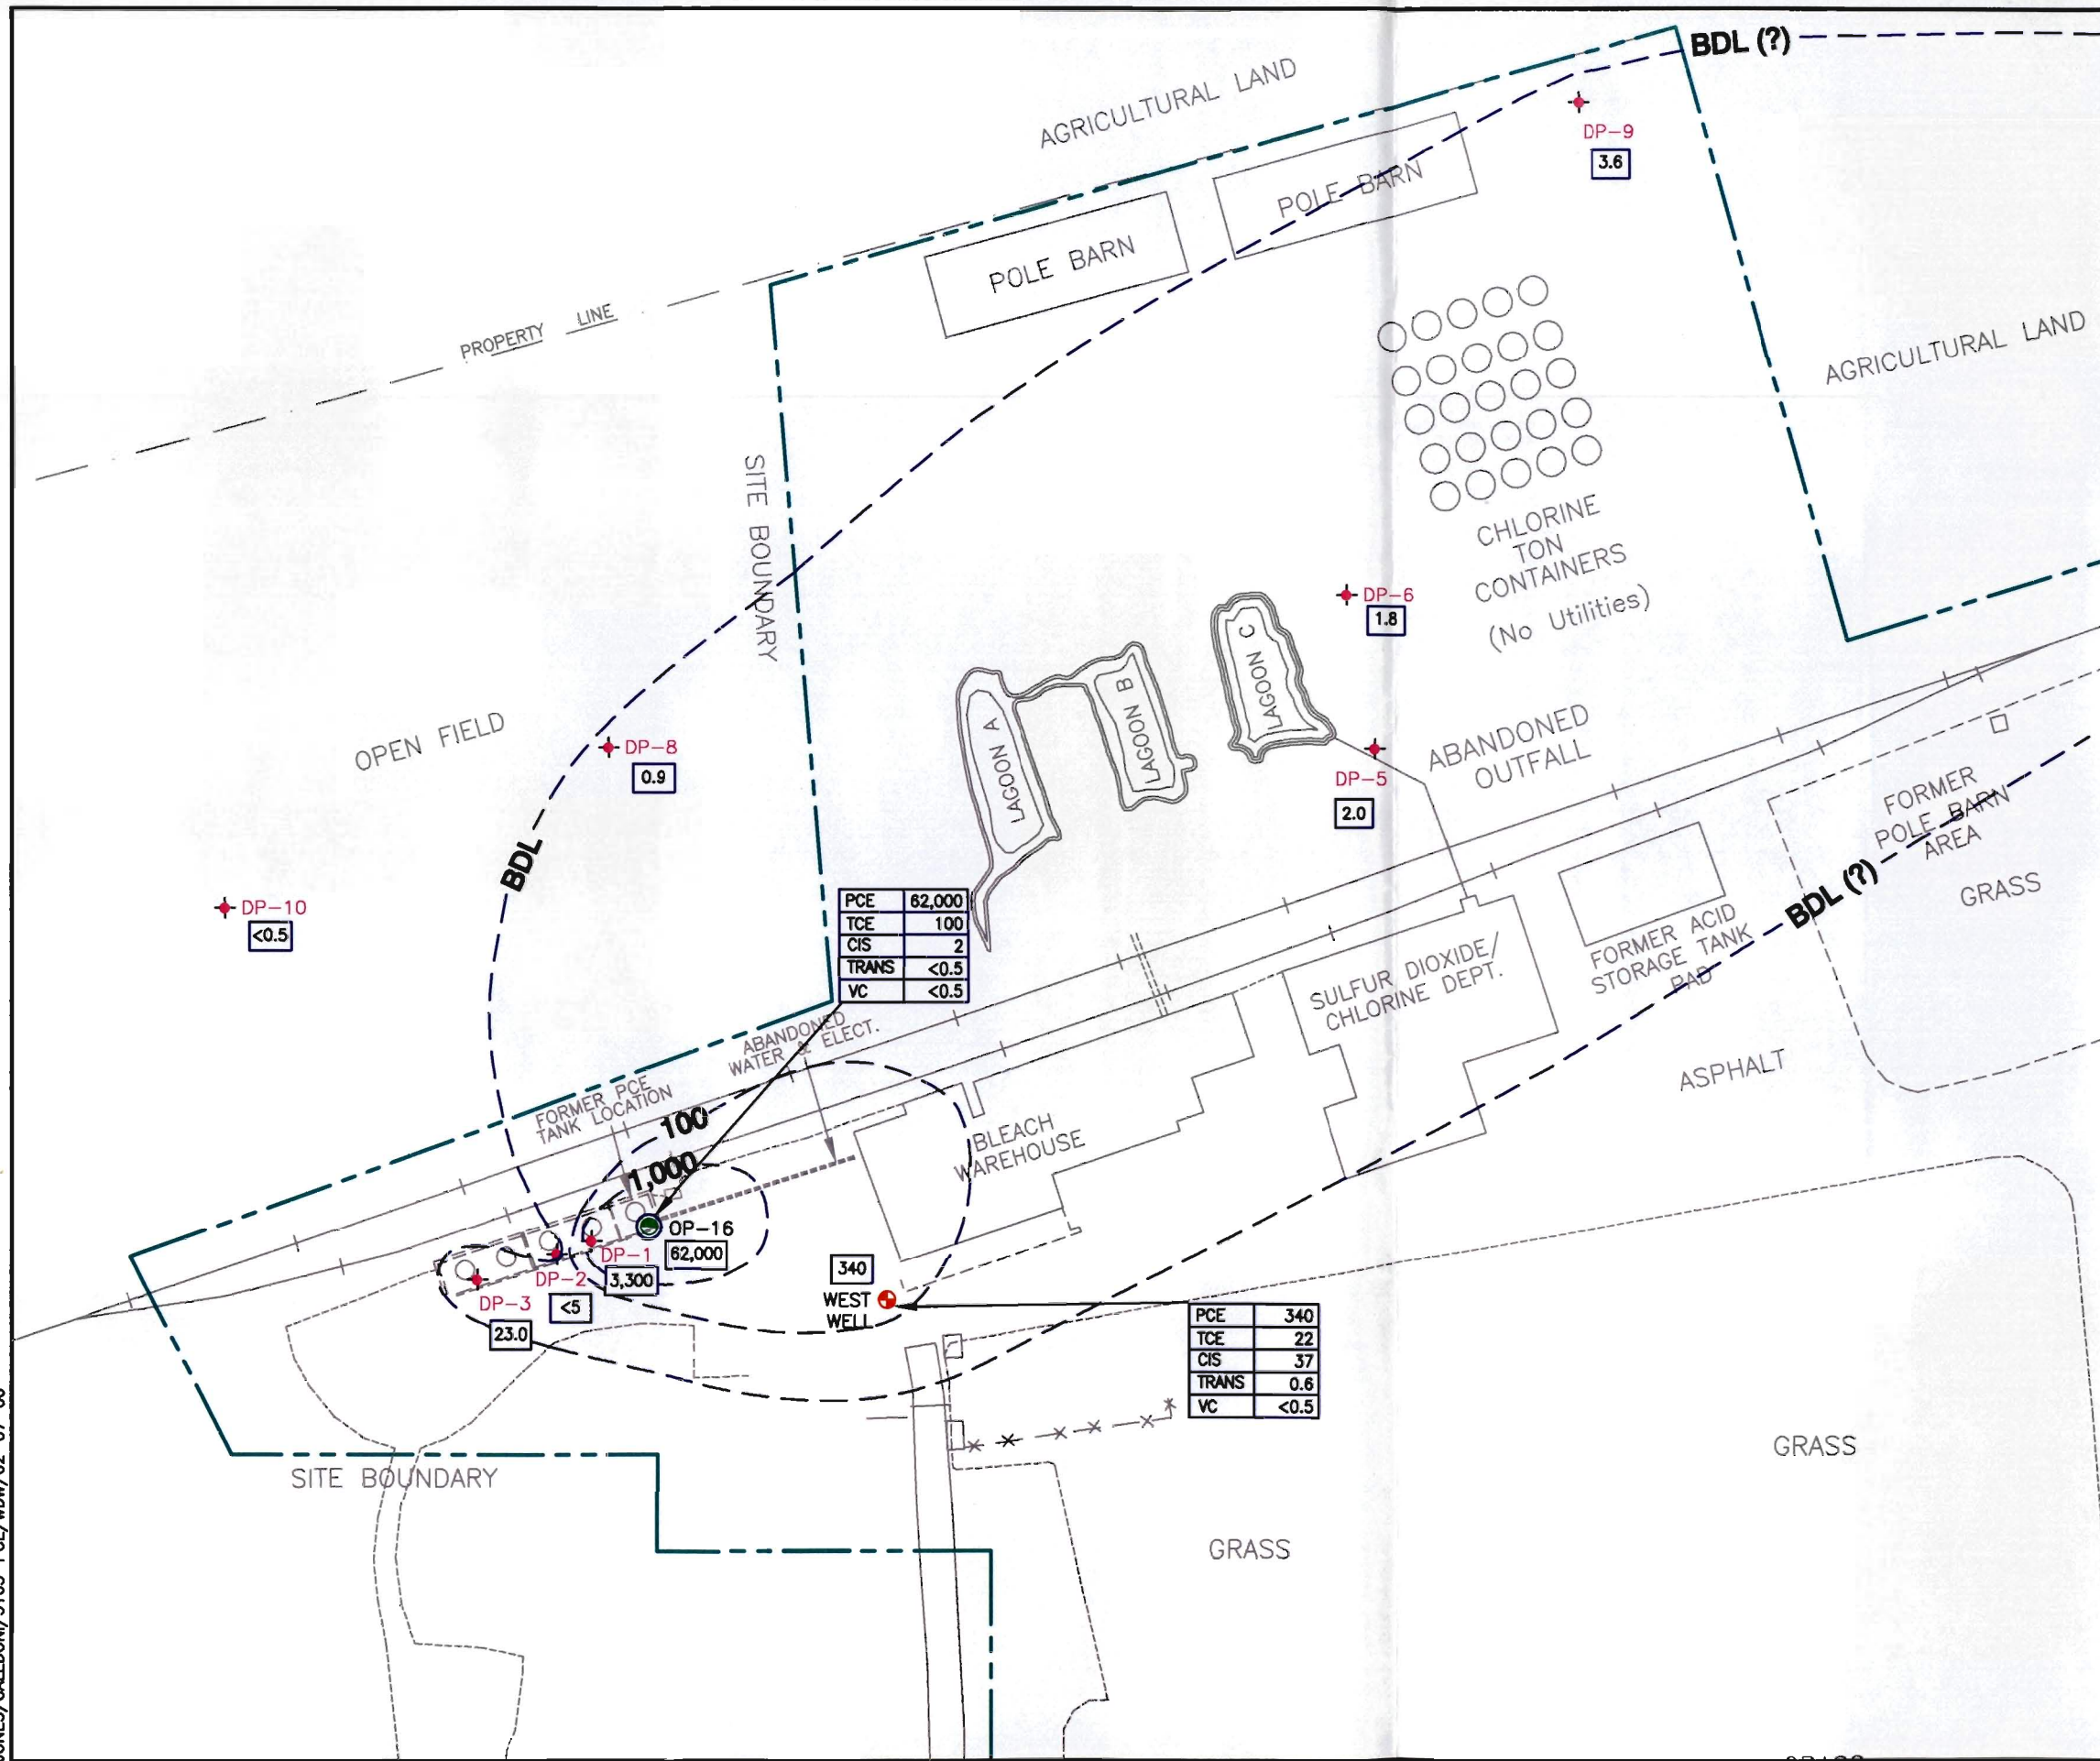 BDL (?)
AGRICULTURAL LAND
DP-9
3.6
POLE BARN
POLE BARN
PROPERTY LINE
AGRICULTURAL LAND
SITE BOUNDARY
CHLORINE
TON
CONTAINERS
(No Utilities)
DP-6
1.8
LAGOON C
LAGOON B
LAGOON A
OPEN FIELD
DP-8
0.9
DP-5
2.0
ABANDONED
OUTFALL
FORMER
POLE BARN
AREA
BDL
BDL (?)
GRASS
DP-10
<0.5
PCE 62,000
TCE 100
CIS 2
TRANS <0.5
VC <0.5
FORMER ACID
STORAGE TANK
PAD
SULFUR DIOXIDE/
CHLORINE DEPT.
ABANDONED
WATER & ELECT.
ASPHALT
FORMER PCE
TANK LOCATION
100
BLEACH
WAREHOUSE
1,000
OP-16
62,000
DP-1
3,300
DP-2
<5
DP-3
23.0
340
WEST
WELL
PCE 340
TCE 22
CIS 37
TRANS 0.6
VC <0.5
SITE BOUNDARY
GRASS
GRASS